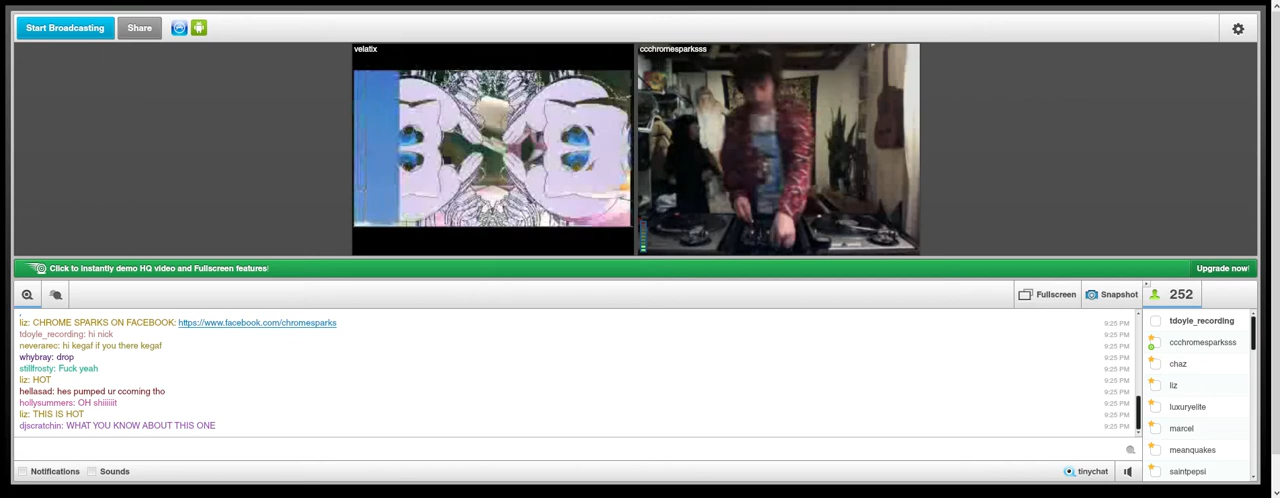 Start Broadcasting
Share
velatix
ccchromesparksss
Click to instantly demo HQ video and Fullscreen features!
Upgrade now!
Fullscreen
Snapshot
252
liz: CHROME SPARKS ON FACEBOOK: https://www.facebook.com/chromesparks 9:25 PM
tdoyle_recording: hi nick 9:25 PM
neverarec: hi kegaf if you there kegaf 9:25 PM
whybray: drop 9:25 PM
stillfrosty: Fuck yeah 9:25 PM
liz: HOT 9:25 PM
hellasad: hes pumped ur ccoming tho 9:25 PM
hollysummers: OH shiiiiiit 9:25 PM
liz: THIS IS HOT 9:25 PM
djscratchin: WHAT YOU KNOW ABOUT THIS ONE 9:25 PM
tdoyle_recording
ccchromesparksss
chaz
liz
luxuryelite
marcel
meanquakes
saintpepsi
Notifications
Sounds
tinychat